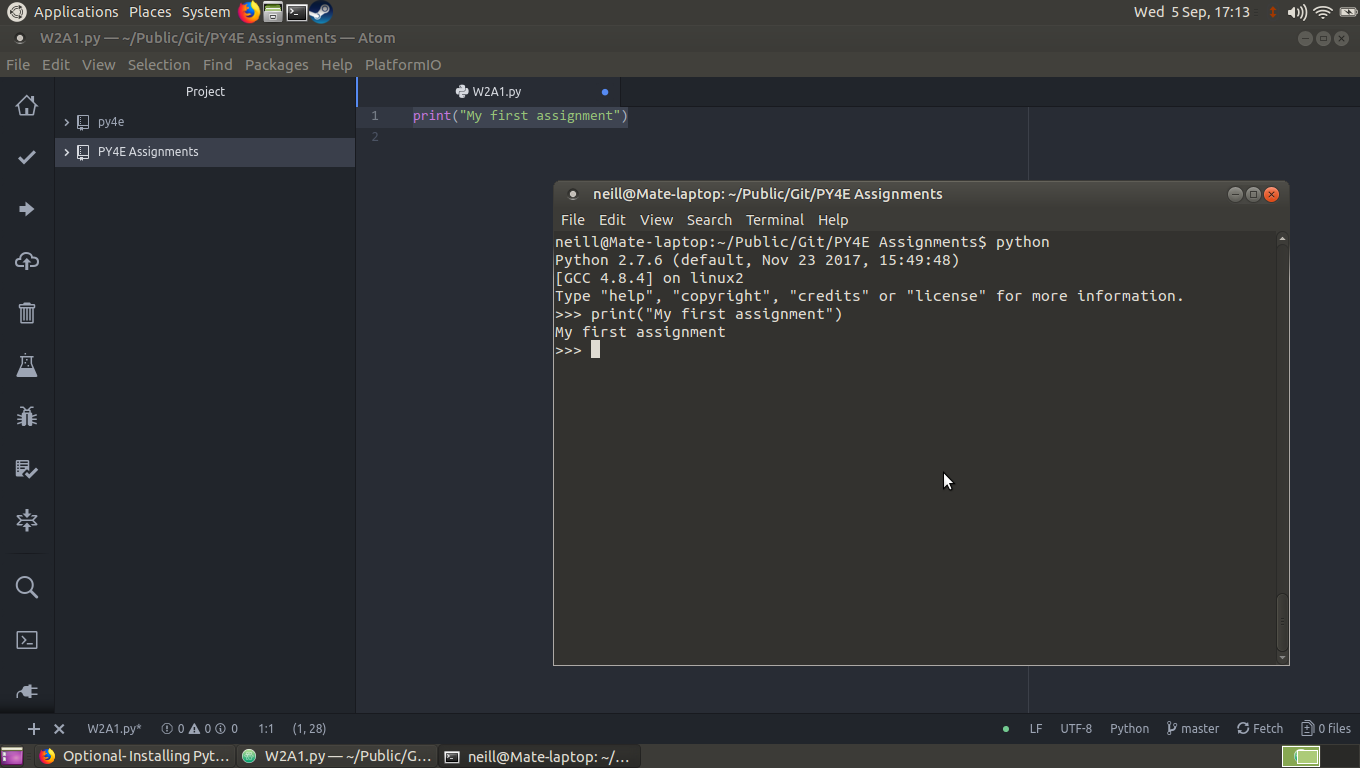 Applications Places System
Wed 5 Sep, 17:13
W2A1.py — ~/Public/Git/PY4E Assignments — Atom
File Edit View Selection Find Packages Help PlatformIO
Project
py4e
PY4E Assignments
W2A1.py
1 print("My first assignment")
2
neill@Mate-laptop: ~/Public/Git/PY4E Assignments
File Edit View Search Terminal Help
neill@Mate-laptop:~/Public/Git/PY4E Assignments$ python
Python 2.7.6 (default, Nov 23 2017, 15:49:48)
[GCC 4.8.4] on linux2
Type "help", "copyright", "credits" or "license" for more information.
>>> print("My first assignment")
My first assignment
>>>
W2A1.py* 0 0 0 1:1 (1, 28)
LF UTF-8 Python master Fetch 0 files
Optional- Installing Pyt... W2A1.py — ~/Public/G... neill@Mate-laptop: ~/...